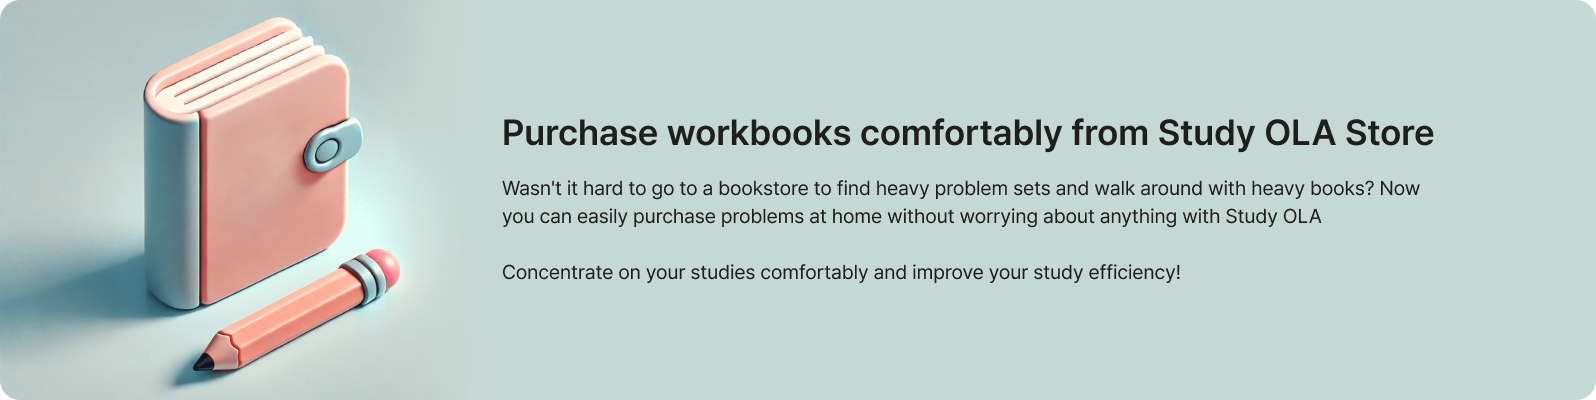 Purchase workbooks comfortably from Study OLA Store
Wasn't it hard to go to a bookstore to find heavy problem sets and walk around with heavy books? Now
you can easily purchase problems at home without worrying about anything with Study OLA
Concentrate on your studies comfortably and improve your study efficiency!